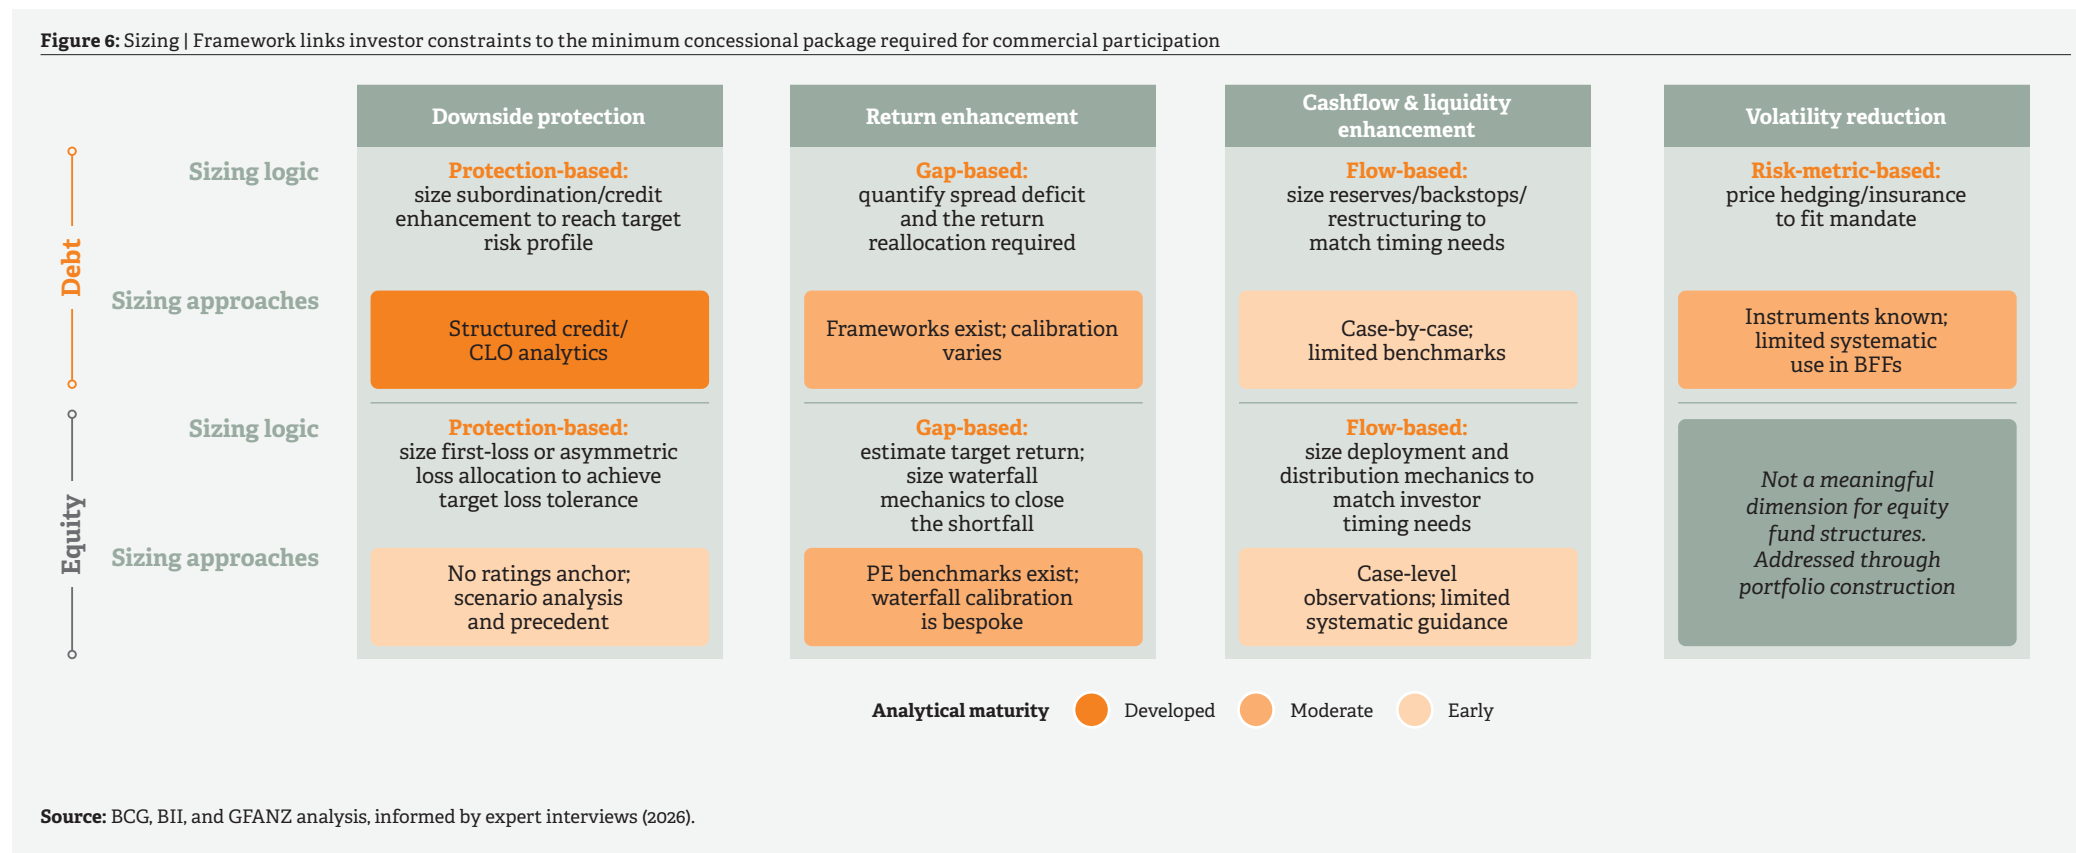 Figure 6: Sizing | Framework links investor constraints to the minimum concessional package required for commercial participation
Downside protection
Return enhancement
Cashflow & liquidity
enhancement
Volatility reduction
Debt
Sizing logic
Protection-based:
size subordination/credit
enhancement to reach target
risk profile
Gap-based:
quantify spread deficit
and the return
reallocation required
Flow-based:
size reserves/backstops/
restructuring to
match timing needs
Risk-metric-based:
price hedging/insurance
to fit mandate
Sizing approaches
Structured credit/
CLO analytics
Frameworks exist; calibration
varies
Case-by-case;
limited benchmarks
Instruments known;
limited systematic
use in BFFs
Equity
Sizing logic
Protection-based:
size first-loss or asymmetric
loss allocation to achieve
target loss tolerance
Gap-based:
estimate target return;
size waterfall
mechanics to close
the shortfall
Flow-based:
size deployment and
distribution mechanics to
match investor
timing needs
Not a meaningful
dimension for equity
fund structures.
Addressed through
portfolio construction
Sizing approaches
No ratings anchor;
scenario analysis
and precedent
PE benchmarks exist;
waterfall calibration
is bespoke
Case-level
observations; limited
systematic guidance
Analytical maturity
Developed
Moderate
Early
Source: BCG, BII, and GFANZ analysis, informed by expert interviews (2026).